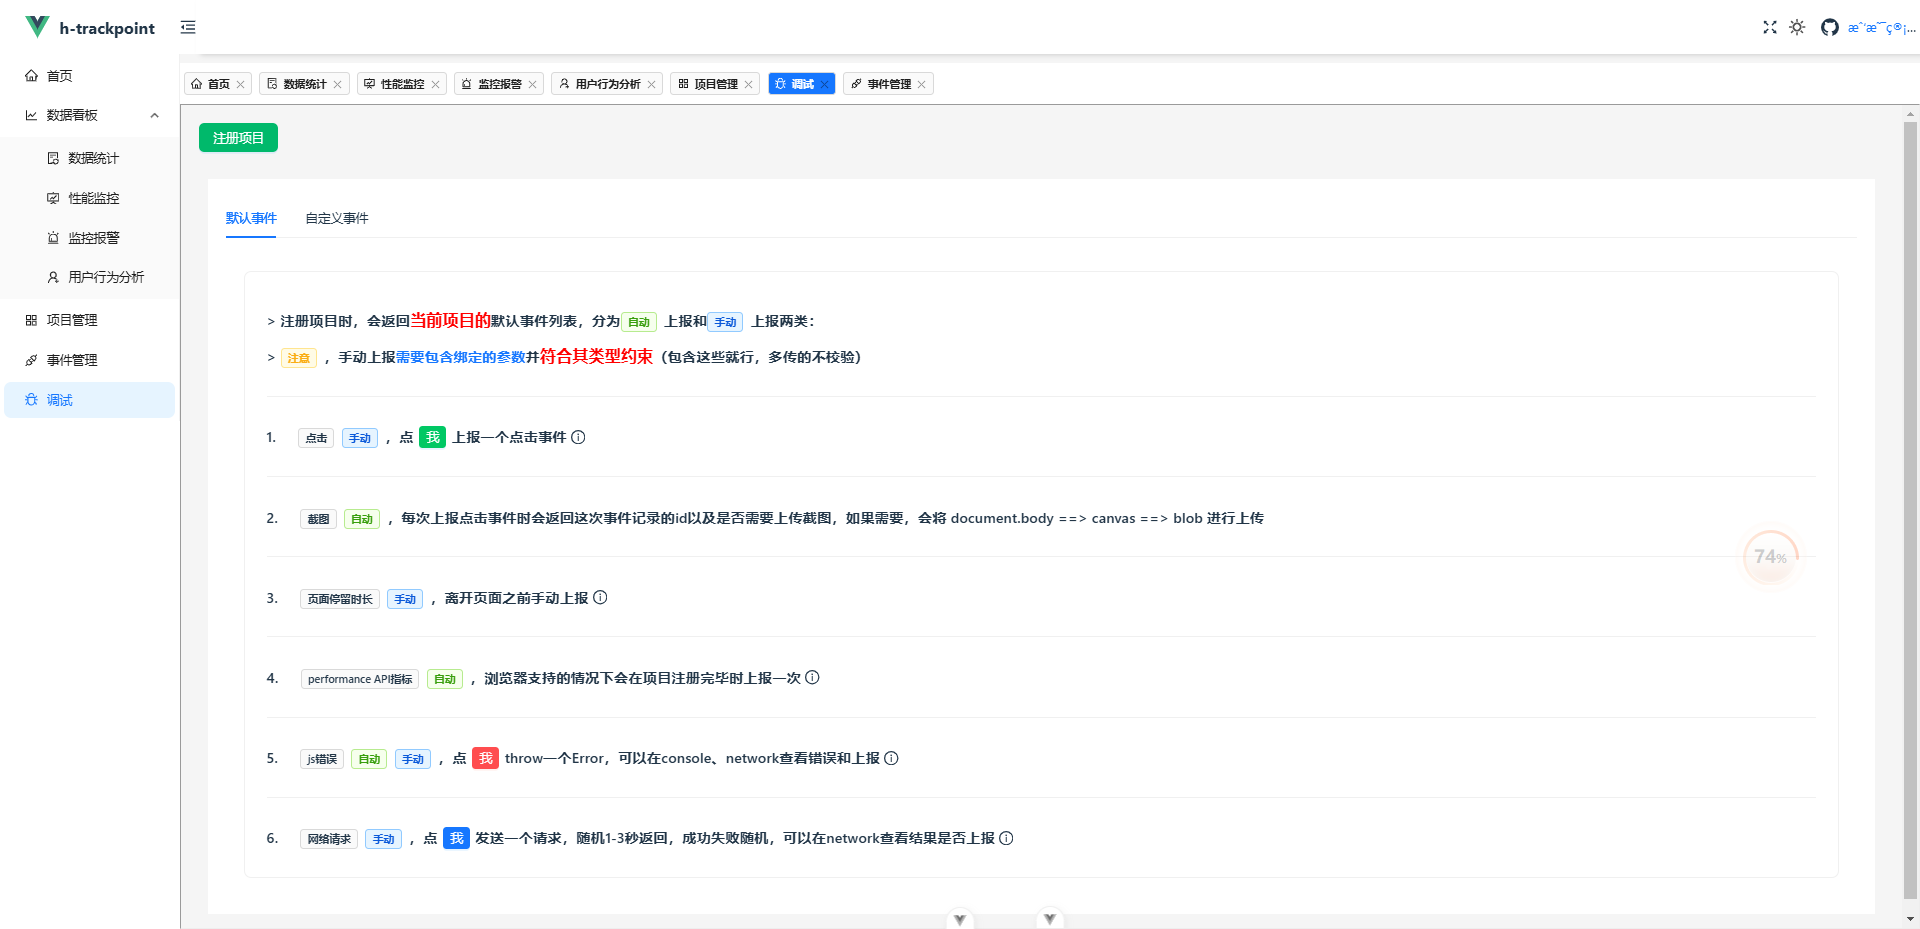 h-trackpoint
æˆ‘æ˜¯ç®¡...
首页
数据看板
数据统计
性能监控
监控报警
用户行为分析
项目管理
事件管理
调试
首页 数据统计 性能监控 监控报警 用户行为分析 项目管理 调试 事件管理
注册项目
默认事件 自定义事件
> 注册项目时，会返回当前项目的默认事件列表，分为 自动 上报和 手动 上报两类：
> 注意 ，手动上报需要包含绑定的参数并符合其类型约束（包含这些就行，多传的不校验）
1. 点击 手动 ，点 我 上报一个点击事件
2. 截图 自动 ，每次上报点击事件时会返回这次事件记录的id以及是否需要上传截图，如果需要，会将 document.body ==> canvas ==> blob 进行上传
74%
3. 页面停留时长 手动 ，离开页面之前手动上报
4. performance API指标 自动 ，浏览器支持的情况下会在项目注册完毕时上报一次
5. js错误 自动 手动 ，点 我 throw一个Error，可以在console、network查看错误和上报
6. 网络请求 手动 ，点 我 发送一个请求，随机1-3秒返回，成功失败随机，可以在network查看结果是否上报